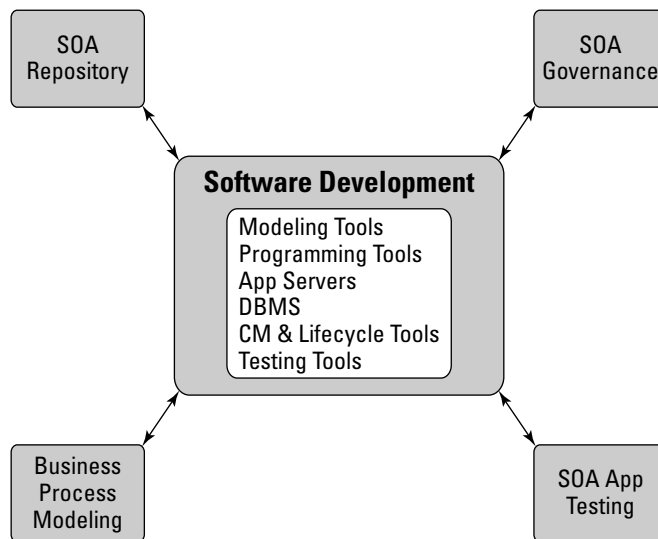 SOA
Repository
SOA
Governance
Software Development
Modeling Tools
Programming Tools
App Servers
DBMS
CM & Lifecycle Tools
Testing Tools
Business
Process
Modeling
SOA App
Testing